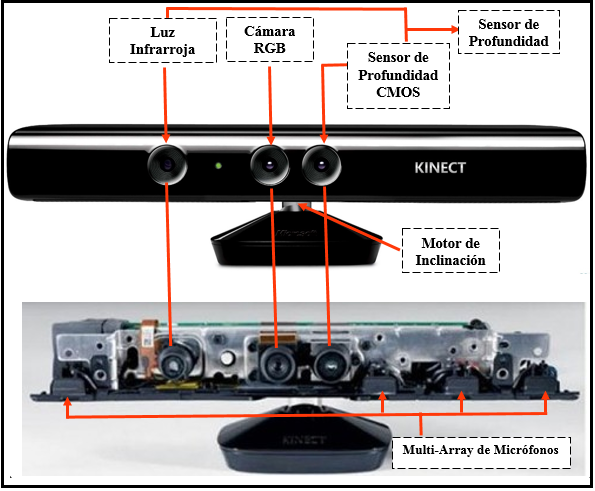 Luz
Infrarroja
Cámara
RGB
Sensor de
Profundidad
CMOS
Sensor de
Profundidad
KINECT
Microsoft
Motor de
Inclinación
KINECT
Multi-Array de Micrófonos